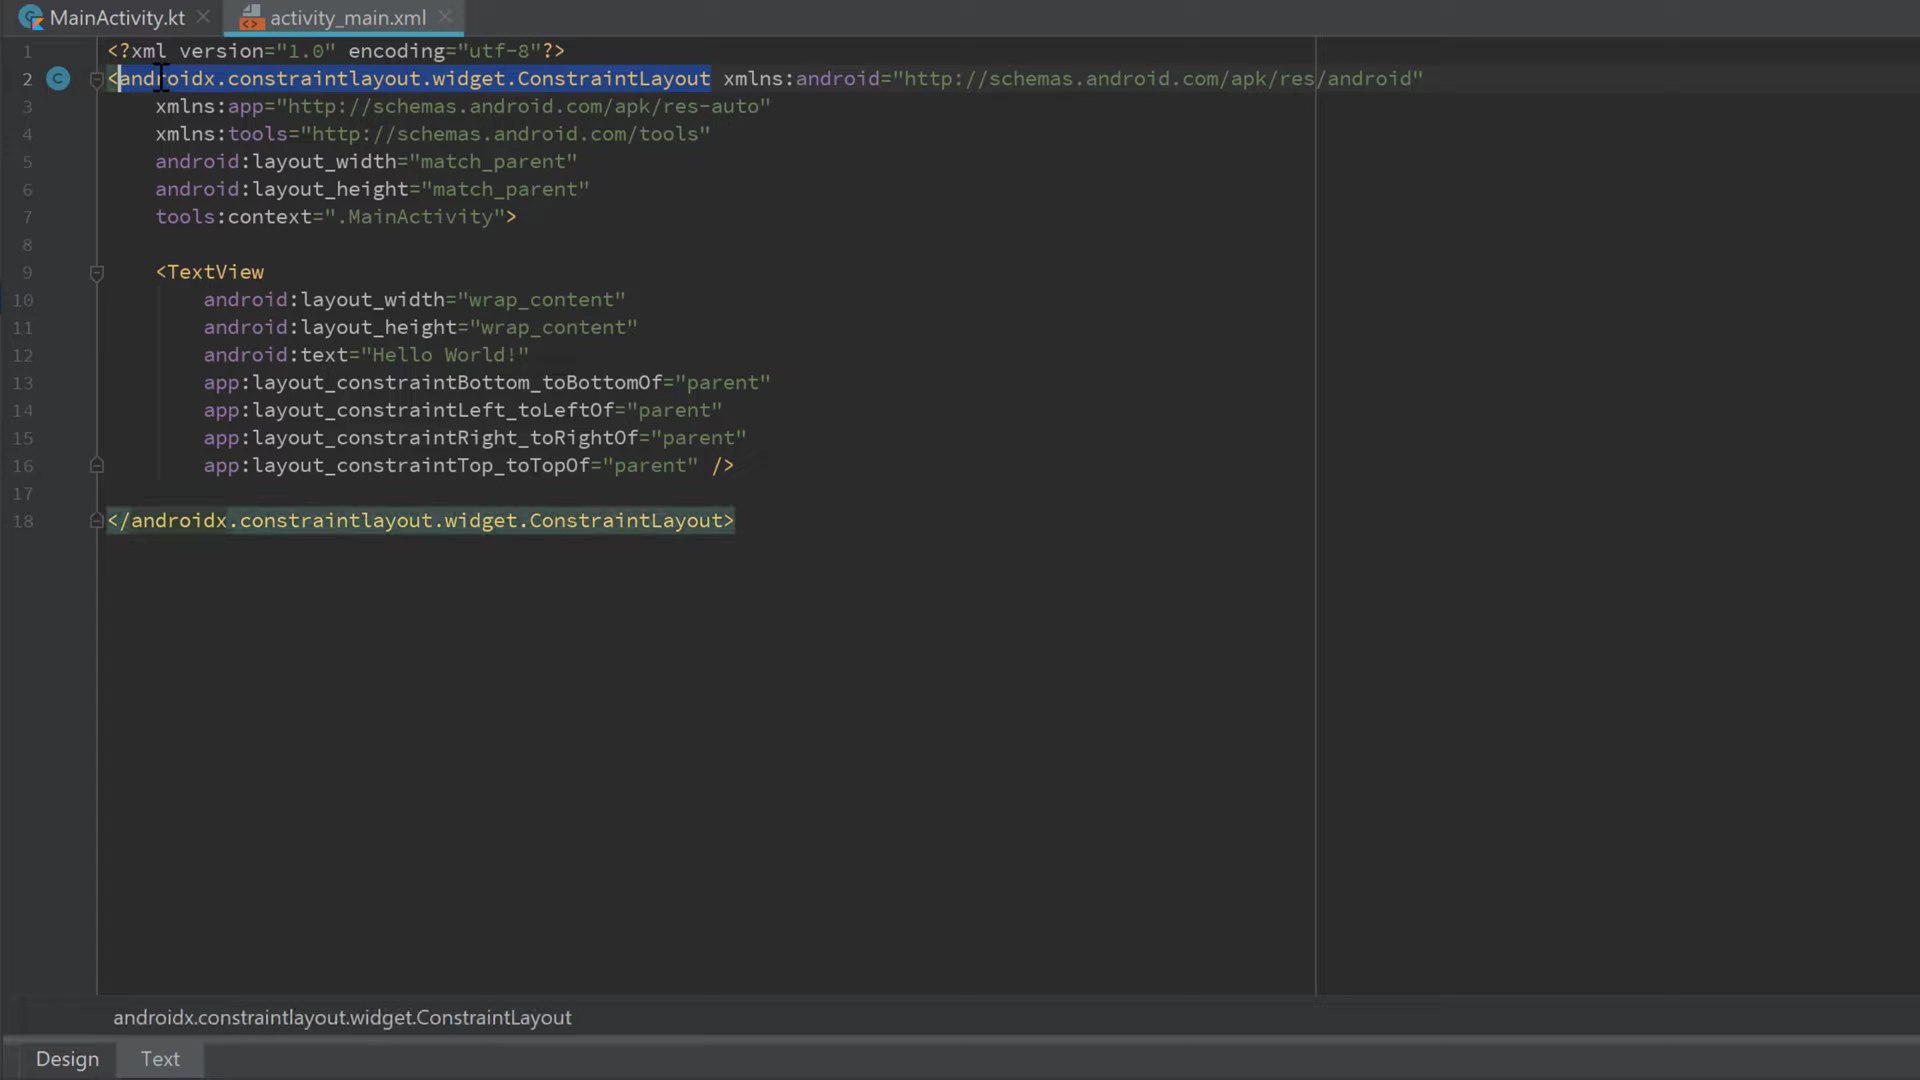 MainActivity.kt activity_main.xml
1 <?xml version="1.0" encoding="utf-8"?>
2 <androidx.constraintlayout.widget.ConstraintLayout xmlns:android="http://schemas.android.com/apk/res/android"
3 xmlns:app="http://schemas.android.com/apk/res-auto"
4 xmlns:tools="http://schemas.android.com/tools"
5 android:layout_width="match_parent"
6 android:layout_height="match_parent"
7 tools:context=".MainActivity">
8
9 <TextView
10 android:layout_width="wrap_content"
11 android:layout_height="wrap_content"
12 android:text="Hello World!"
13 app:layout_constraintBottom_toBottomOf="parent"
14 app:layout_constraintLeft_toLeftOf="parent"
15 app:layout_constraintRight_toRightOf="parent"
16 app:layout_constraintTop_toTopOf="parent" />
17
18 </androidx.constraintlayout.widget.ConstraintLayout>
androidx.constraintlayout.widget.ConstraintLayout
Design Text